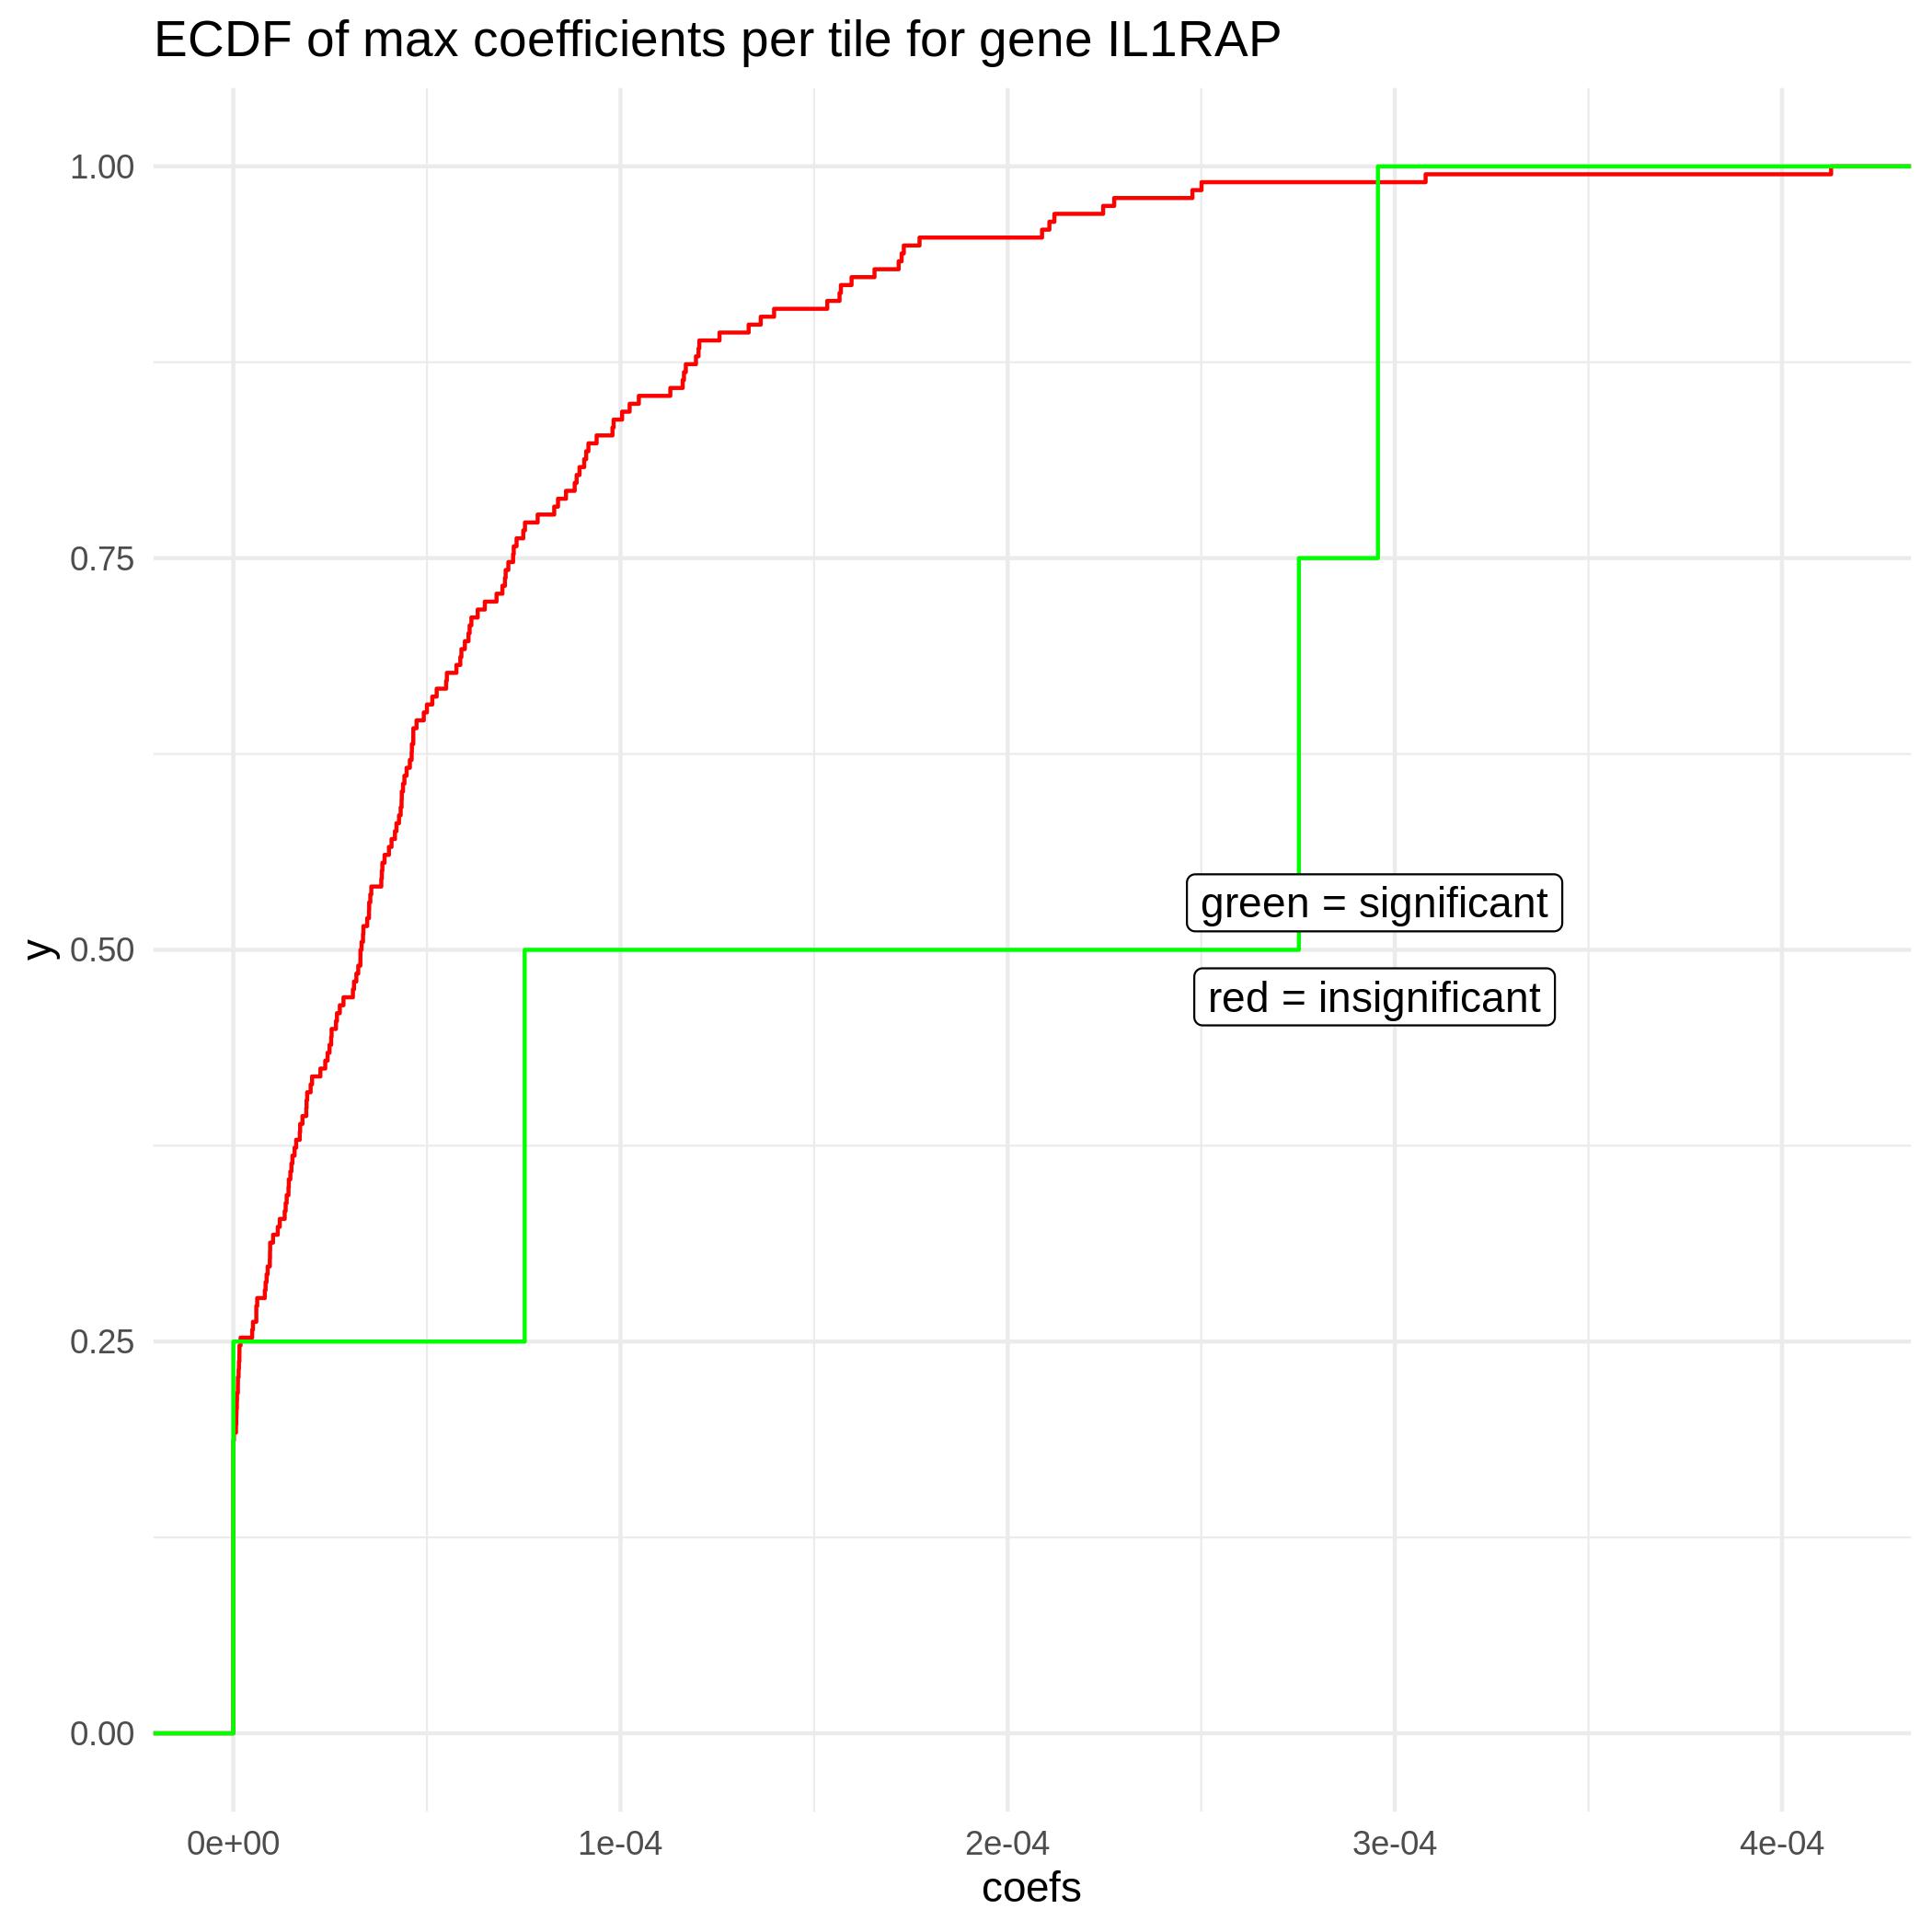 ECDF of max coefficients per tile for gene IL1RAP
1.00
0.75
0.50
0.25
0.00
y
green = significant
red = insignificant
0e+00 1e-04 2e-04 3e-04 4e-04
coefs